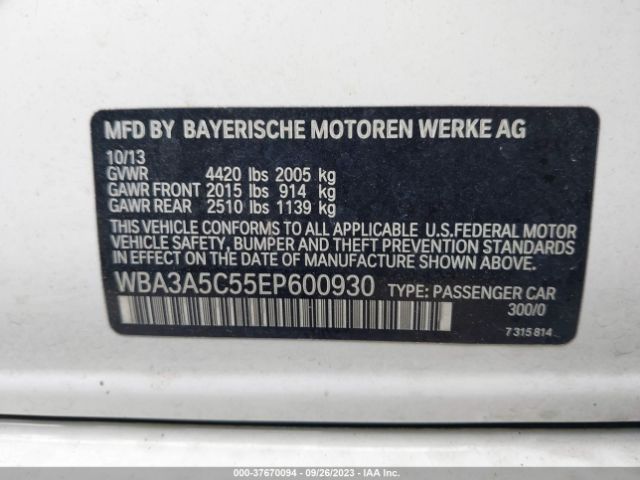 MFD BY BAYERISCHE MOTOREN WERKE AG
10/13
GVWR 4420 lbs 2005 kg
GAWR FRONT 2015 lbs 914 kg
GAWR REAR 2510 lbs 1139 kg
THIS VEHICLE CONFORMS TO ALL APPLICABLE U.S.FEDERAL MOTOR
VEHICLE SAFETY, BUMPER AND THEFT PREVENTION STANDARDS
IN EFFECT ON THE DATE OF MANUFACTURE SHOWN ABOVE.
WBA3A5C55EP600930 TYPE: PASSENGER CAR
300/0
7 315 814
000-37670094 - 09/26/2023 - IAAI.COM